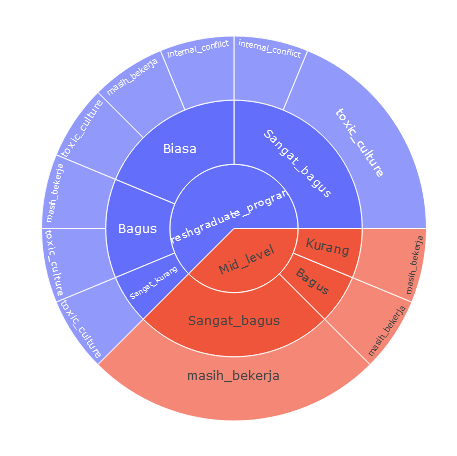 internal_conflict
internal_conflict
masih_bekerja
toxic_culture
toxic_culture
Biasa
Sangat_bagus
masih_bekerja
Bagus
reshgraduate_progran
toxic_culture
Kurang
masih_bekerja
Mid_level
sangat_kurang
Bagus
toxic_culture
Sangat_bagus
masih_bekerja
masih_bekerja